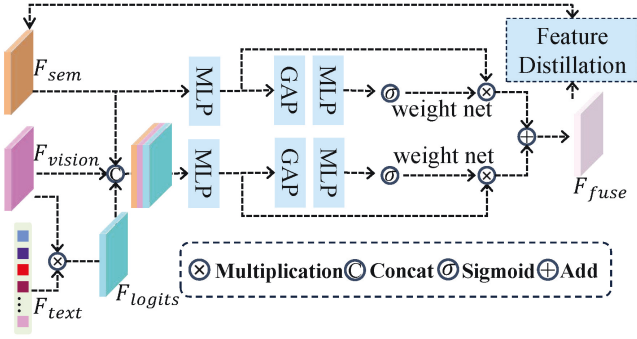 Feature
Distillation
F_sem
MLP
GAP
MLP
σ
weight net
F_vision
C
MLP
GAP
MLP
σ
weight net
F_fuse
F_text
F_logits
Multiplication C Concat σ Sigmoid Add